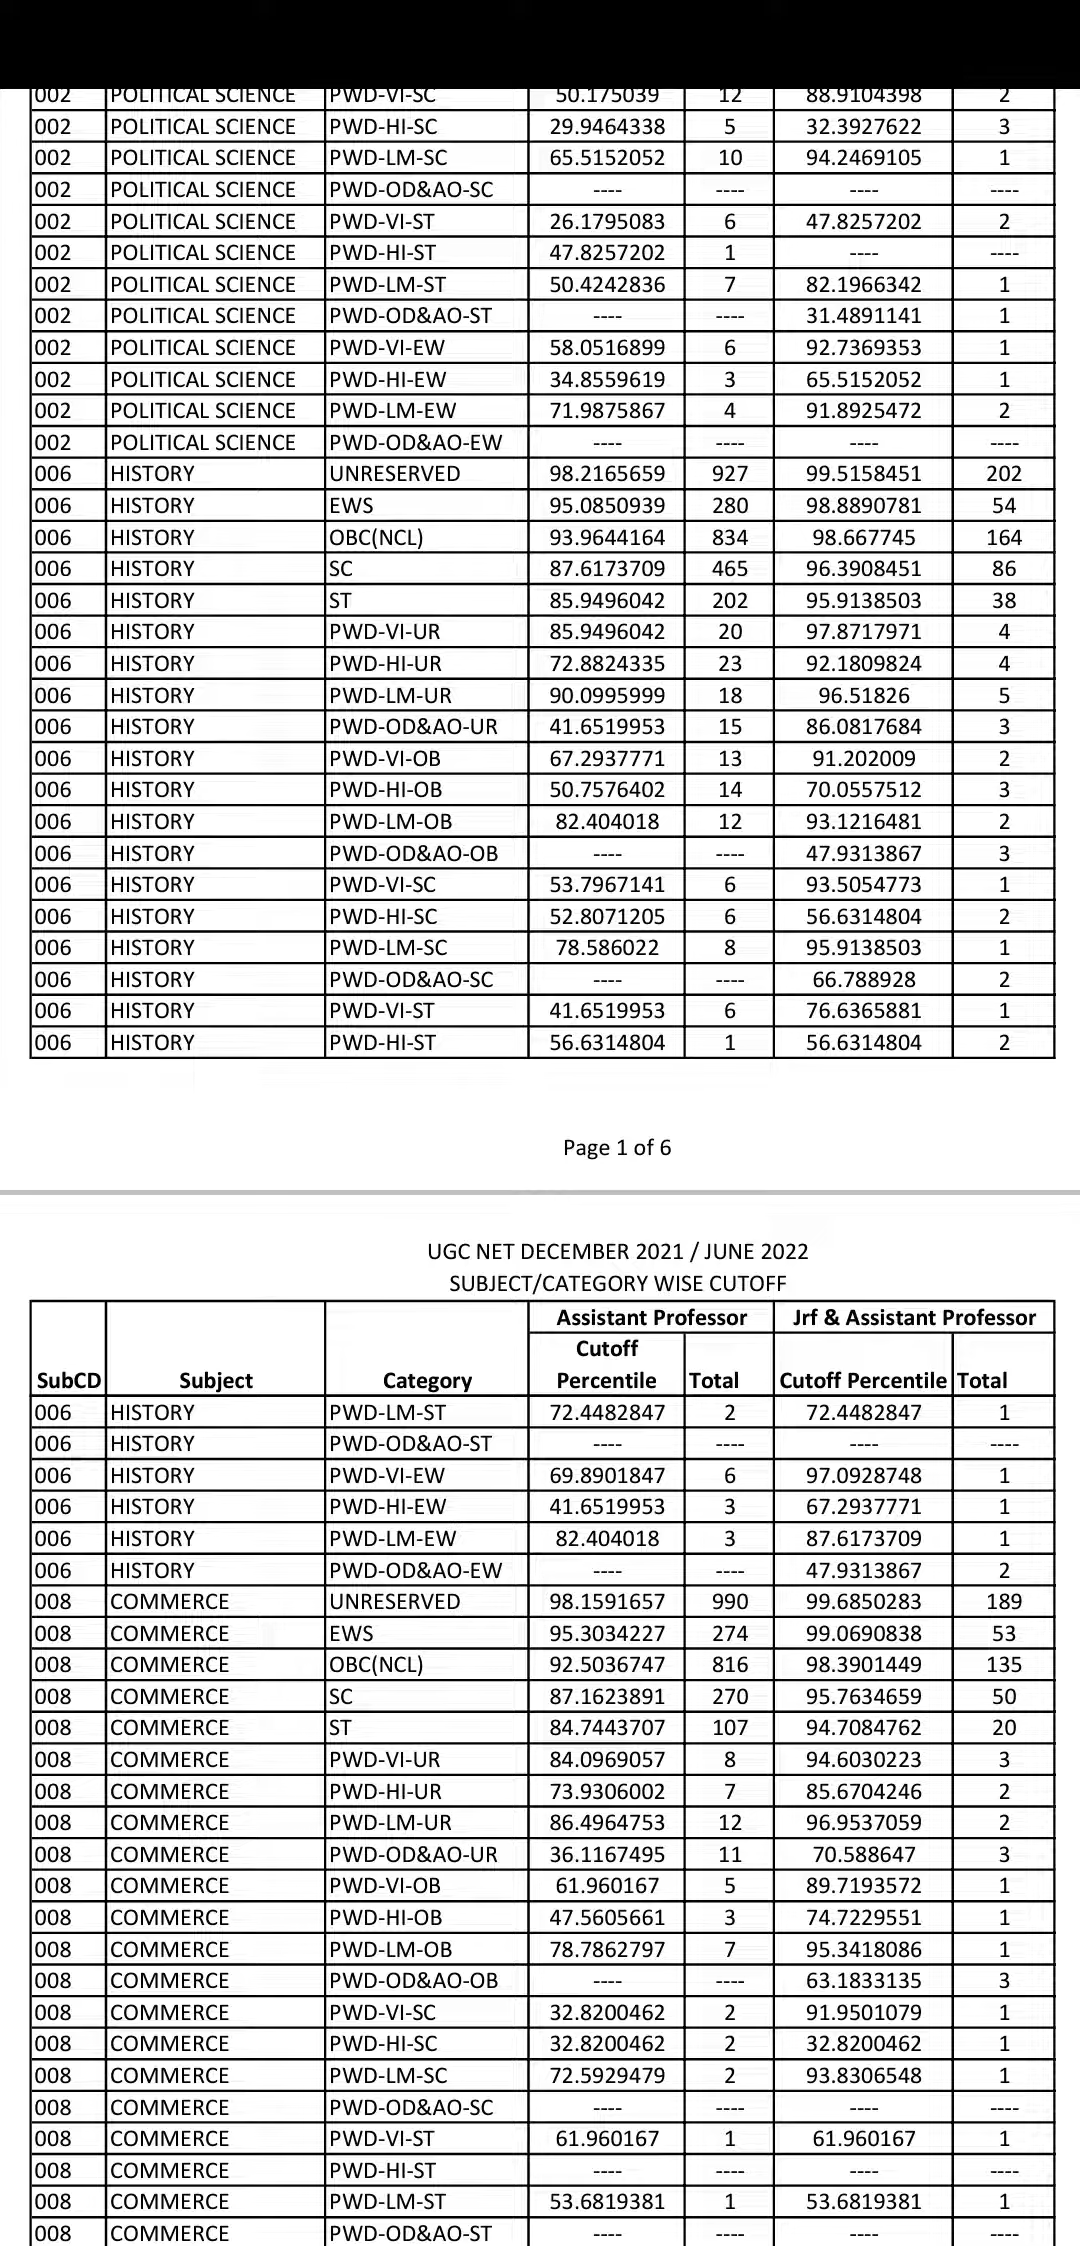 002 POLITICAL SCIENCE PWD-VI-SC 50.175039 12 88.9104398 2
002 POLITICAL SCIENCE PWD-HI-SC 29.9464338 5 32.3927622 3
002 POLITICAL SCIENCE PWD-LM-SC 65.5152052 10 94.2469105 1
002 POLITICAL SCIENCE PWD-OD&AO-SC ---- ---- ---- ----
002 POLITICAL SCIENCE PWD-VI-ST 26.1795083 6 47.8257202 2
002 POLITICAL SCIENCE PWD-HI-ST 47.8257202 1 ---- ----
002 POLITICAL SCIENCE PWD-LM-ST 50.4242836 7 82.1966342 1
002 POLITICAL SCIENCE PWD-OD&AO-ST ---- ---- 31.4891141 1
002 POLITICAL SCIENCE PWD-VI-EW 58.0516899 6 92.7369353 1
002 POLITICAL SCIENCE PWD-HI-EW 34.8559619 3 65.5152052 1
002 POLITICAL SCIENCE PWD-LM-EW 71.9875867 4 91.8925472 2
002 POLITICAL SCIENCE PWD-OD&AO-EW ---- ---- ---- ----
006 HISTORY UNRESERVED 98.2165659 927 99.5158451 202
006 HISTORY EWS 95.0850939 280 98.8890781 54
006 HISTORY OBC(NCL) 93.9644164 834 98.667745 164
006 HISTORY SC 87.6173709 465 96.3908451 86
006 HISTORY ST 85.9496042 202 95.9138503 38
006 HISTORY PWD-VI-UR 85.9496042 20 97.8717971 4
006 HISTORY PWD-HI-UR 72.8824335 23 92.1809824 4
006 HISTORY PWD-LM-UR 90.0995999 18 96.51826 5
006 HISTORY PWD-OD&AO-UR 41.6519953 15 86.0817684 3
006 HISTORY PWD-VI-OB 67.2937771 13 91.202009 2
006 HISTORY PWD-HI-OB 50.7576402 14 70.0557512 3
006 HISTORY PWD-LM-OB 82.404018 12 93.1216481 2
006 HISTORY PWD-OD&AO-OB ---- ---- 47.9313867 3
006 HISTORY PWD-VI-SC 53.7967141 6 93.5054773 1
006 HISTORY PWD-HI-SC 52.8071205 6 56.6314804 2
006 HISTORY PWD-LM-SC 78.586022 8 95.9138503 1
006 HISTORY PWD-OD&AO-SC ---- ---- 66.788928 2
006 HISTORY PWD-VI-ST 41.6519953 6 76.6365881 1
006 HISTORY PWD-HI-ST 56.6314804 1 56.6314804 2
Page 1 of 6
UGC NET DECEMBER 2021 / JUNE 2022
SUBJECT/CATEGORY WISE CUTOFF
Assistant Professor Jrf & Assistant Professor
Cutoff
SubCD Subject Category Percentile Total Cutoff Percentile Total
006 HISTORY PWD-LM-ST 72.4482847 2 72.4482847 1
006 HISTORY PWD-OD&AO-ST ---- ---- ---- ----
006 HISTORY PWD-VI-EW 69.8901847 6 97.0928748 1
006 HISTORY PWD-HI-EW 41.6519953 3 67.2937771 1
006 HISTORY PWD-LM-EW 82.404018 3 87.6173709 1
006 HISTORY PWD-OD&AO-EW ---- ---- 47.9313867 2
008 COMMERCE UNRESERVED 98.1591657 990 99.6850283 189
008 COMMERCE EWS 95.3034227 274 99.0690838 53
008 COMMERCE OBC(NCL) 92.5036747 816 98.3901449 135
008 COMMERCE SC 87.1623891 270 95.7634659 50
008 COMMERCE ST 84.7443707 107 94.7084762 20
008 COMMERCE PWD-VI-UR 84.0969057 8 94.6030223 3
008 COMMERCE PWD-HI-UR 73.9306002 7 85.6704246 2
008 COMMERCE PWD-LM-UR 86.4964753 12 96.9537059 2
008 COMMERCE PWD-OD&AO-UR 36.1167495 11 70.588647 3
008 COMMERCE PWD-VI-OB 61.960167 5 89.7193572 1
008 COMMERCE PWD-HI-OB 47.5605661 3 74.7229551 1
008 COMMERCE PWD-LM-OB 78.7862797 7 95.3418086 1
008 COMMERCE PWD-OD&AO-OB ---- ---- 63.1833135 3
008 COMMERCE PWD-VI-SC 32.8200462 2 91.9501079 1
008 COMMERCE PWD-HI-SC 32.8200462 2 32.8200462 1
008 COMMERCE PWD-LM-SC 72.5929479 2 93.8306548 1
008 COMMERCE PWD-OD&AO-SC ---- ---- ---- ----
008 COMMERCE PWD-VI-ST 61.960167 1 61.960167 1
008 COMMERCE PWD-HI-ST ---- ---- ---- ----
008 COMMERCE PWD-LM-ST 53.6819381 1 53.6819381 1
008 COMMERCE PWD-OD&AO-ST ---- ---- ---- ----